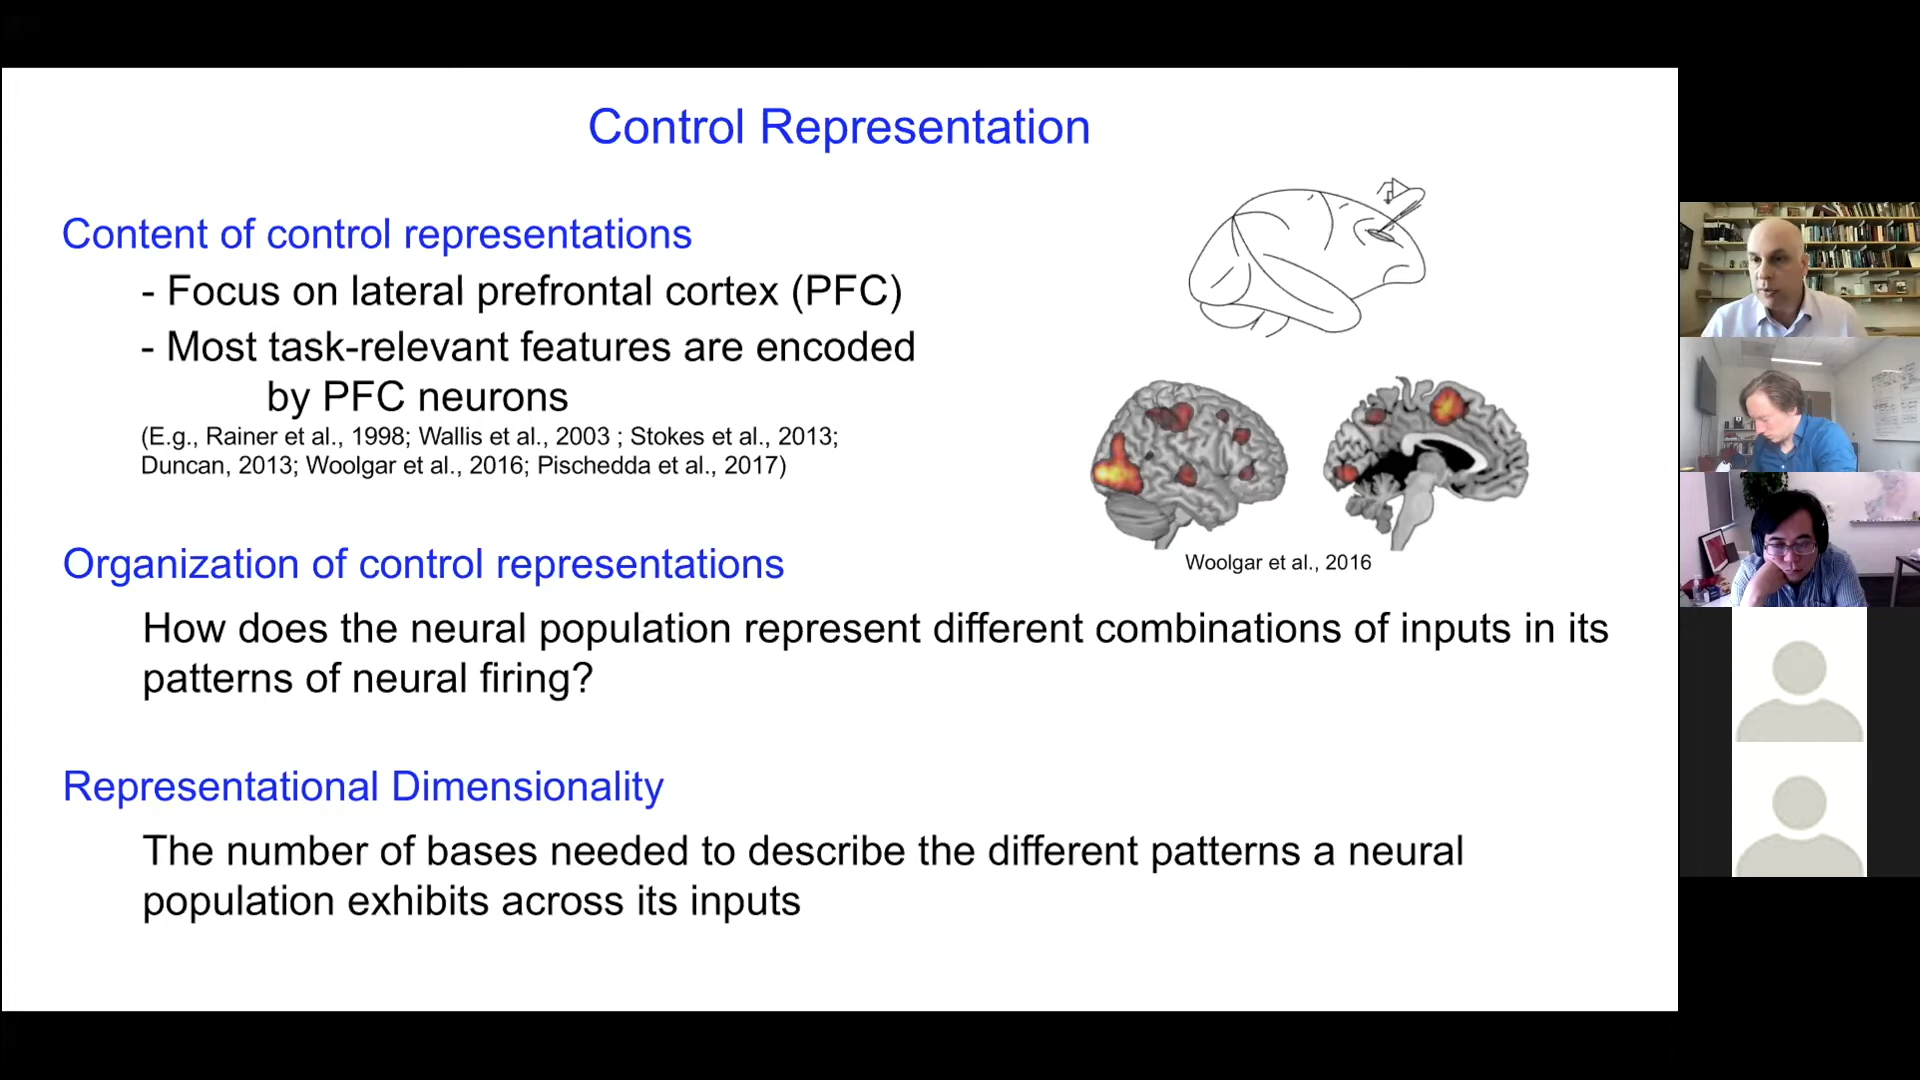 Control Representation
Content of control representations
- Focus on lateral prefrontal cortex (PFC)
- Most task-relevant features are encoded
by PFC neurons
(E.g., Rainer et al., 1998; Wallis et al., 2003 ; Stokes et al., 2013;
Duncan, 2013; Woolgar et al., 2016; Pischedda et al., 2017)
Woolgar et al., 2016
Organization of control representations
How does the neural population represent different combinations of inputs in its
patterns of neural firing?
Representational Dimensionality
The number of bases needed to describe the different patterns a neural
population exhibits across its inputs